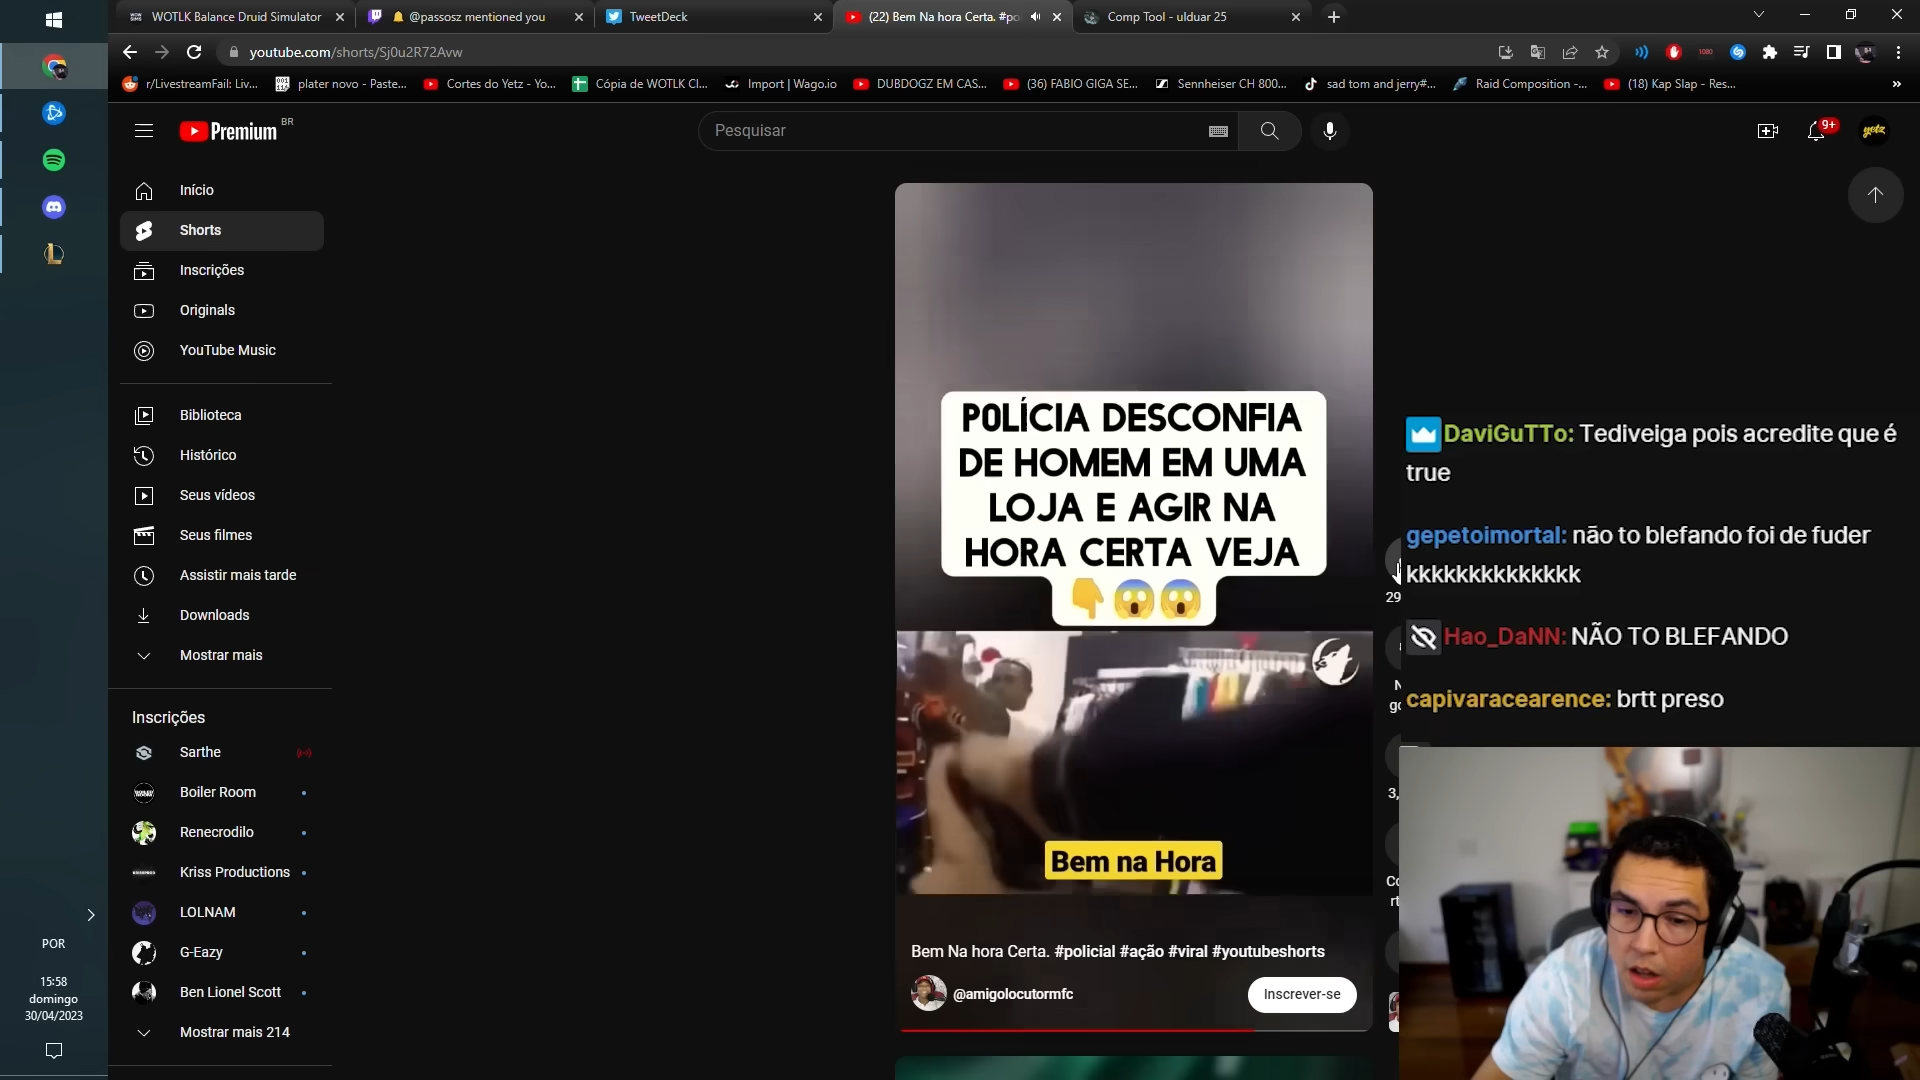 WOTLK Balance Druid Simulator
@passosz mentioned you
TweetDeck
(22) Bem Na hora Certa. #po
Comp Tool - ulduar 25
youtube.com/shorts/Sj0u2R72Avw
r/LivestreamFail: Liv...
plater novo - Paste...
Cortes do Yetz - Yo...
Cópia de WOTLK Cl...
Import | Wago.io
DUBDOGZ EM CAS...
(36) FABIO GIGA SE...
Sennheiser CH 800...
sad tom and jerry#...
Raid Composition -...
(18) Kap Slap - Res...
Premium BR
Pesquisar
9+
yetz
Início
Shorts
Inscrições
Originals
YouTube Music
Biblioteca
Histórico
Seus vídeos
Seus filmes
Assistir mais tarde
Downloads
Mostrar mais
Inscrições
Sarthe
Boiler Room
Renecrodilo
Kriss Productions
LOLNAM
G-Eazy
Ben Lionel Scott
Mostrar mais 214
POR
15:58
domingo
30/04/2023
POLÍCIA DESCONFIA
DE HOMEM EM UMA
LOJA E AGIR NA
HORA CERTA VEJA
👇😱😱
Bem na Hora
Bem Na hora Certa. #policial #ação #viral #youtubeshorts
@amigolocutormfc
Inscrever-se
29
3,
DaviGuTTo: Tediveiga pois acredite que é
true
gepetoimortal: não to blefando foi de fuder
kkkkkkkkkkkkkk
Hao_DaNN: NÃO TO BLEFANDO
capivaracearence: brtt preso